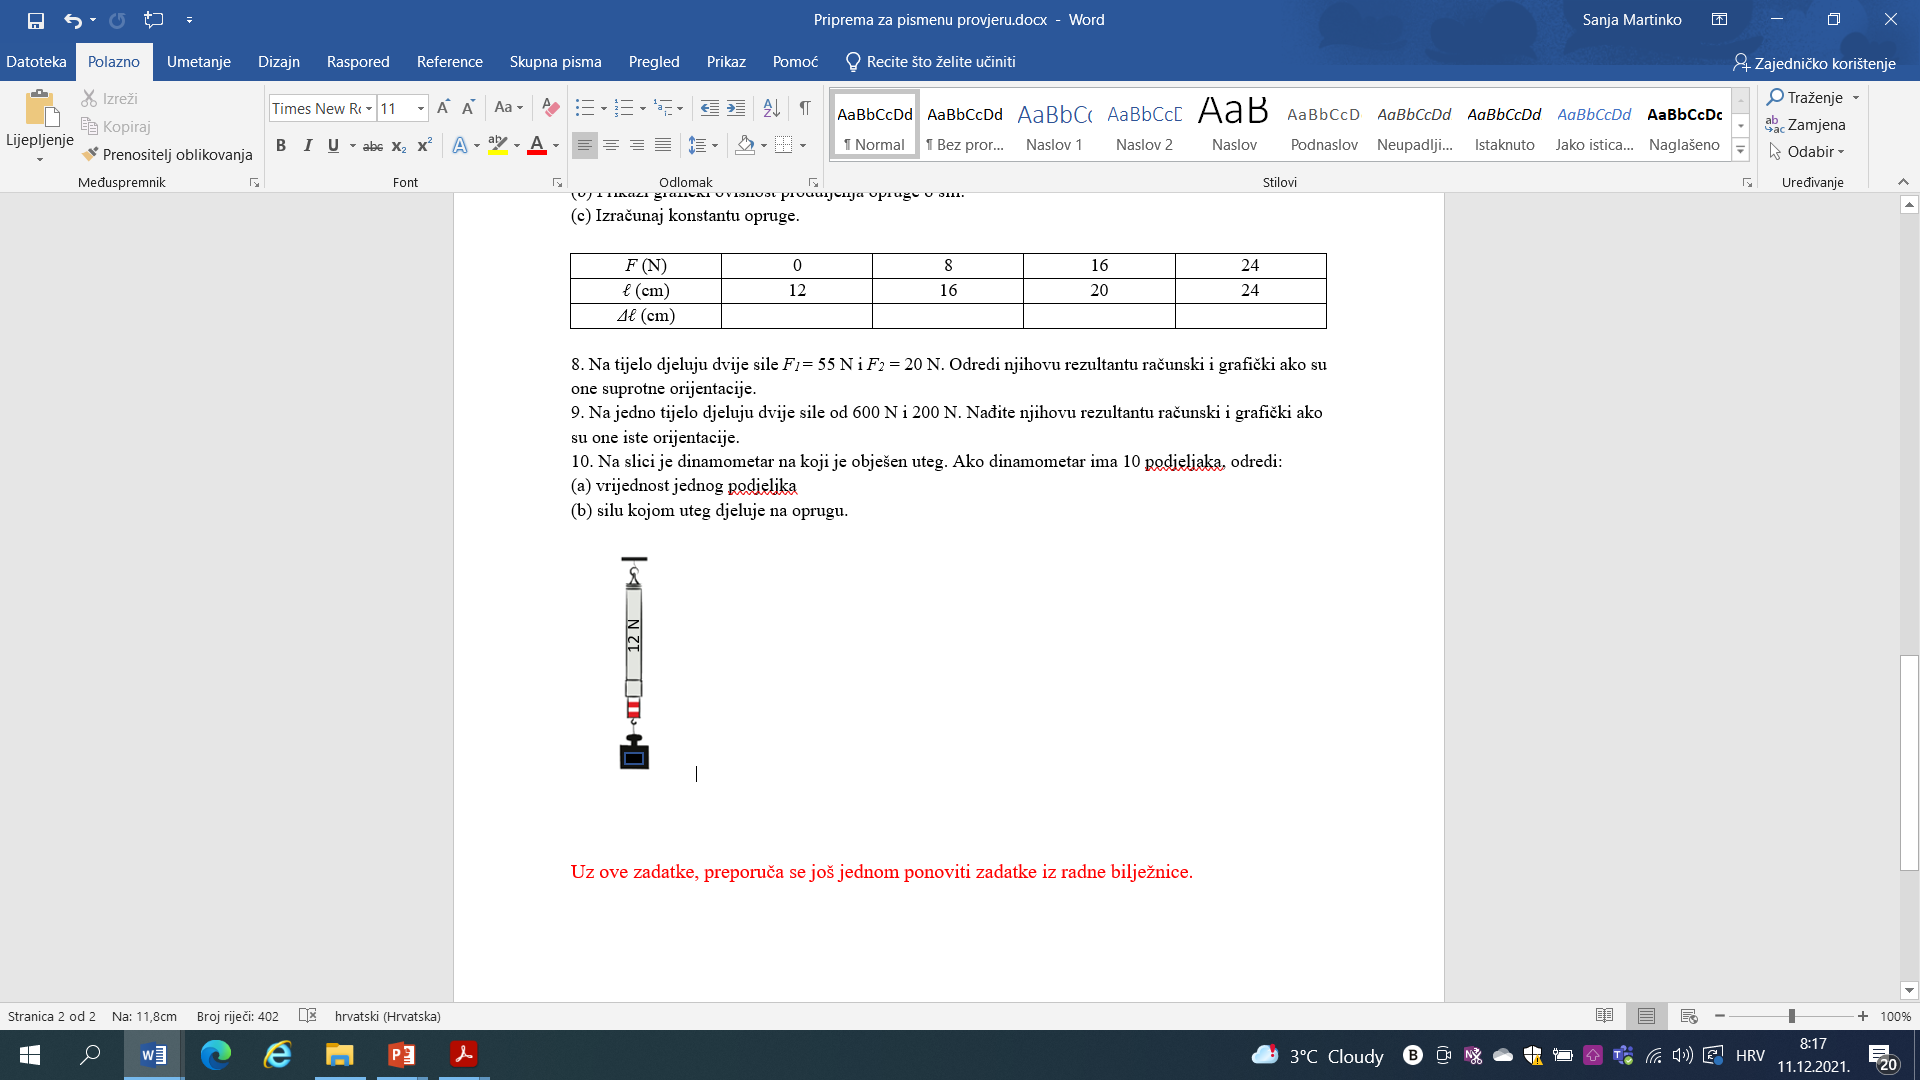 Priprema za pismenu provjeru.docx - Word
Sanja Martinko
Datoteka Polazno Umetanje Dizajn Raspored Reference Skupna pisma Pregled Prikaz Pomoć Recite što želite učiniti Zajedničko korištenje
Lijepljenje
Izreži
Kopiraj
Prenositelj oblikovanja
Međuspremnik
Times New Rc 11
Font
Odlomak
AaBbCcDd AaBbCcDd AaBbC AaBbCcD AaB AaBbCcD AaBbCcDd AaBbCcDd AaBbCcDd AaBbCcDc
¶ Normal ¶ Bez pror... Naslov 1 Naslov 2 Naslov Podnaslov Neupadlji... Istaknuto Jako istica... Naglašeno
Stilovi
Traženje
Zamjena
Odabir
Uređivanje
(b) Prikaži grafički ovisnost produljenja opruge o sili.
(c) Izračunaj konstantu opruge.
F (N) 0 8 16 24
ℓ (cm) 12 16 20 24
Δℓ (cm)
8. Na tijelo djeluju dvije sile F1 = 55 N i F2 = 20 N. Odredi njihovu rezultantu računski i grafički ako su
one suprotne orijentacije.
9. Na jedno tijelo djeluju dvije sile od 600 N i 200 N. Nađite njihovu rezultantu računski i grafički ako
su one iste orijentacije.
10. Na slici je dinamometar na koji je obješen uteg. Ako dinamometar ima 10 podjeljaka, odredi:
(a) vrijednost jednog podjeljka
(b) silu kojom uteg djeluje na oprugu.
12 N
Uz ove zadatke, preporuča se još jednom ponoviti zadatke iz radne bilježnice.
Stranica 2 od 2 Na: 11,8cm Broj riječi: 402 hrvatski (Hrvatska) 100%
3°C Cloudy HRV 8:17
11.12.2021. 20